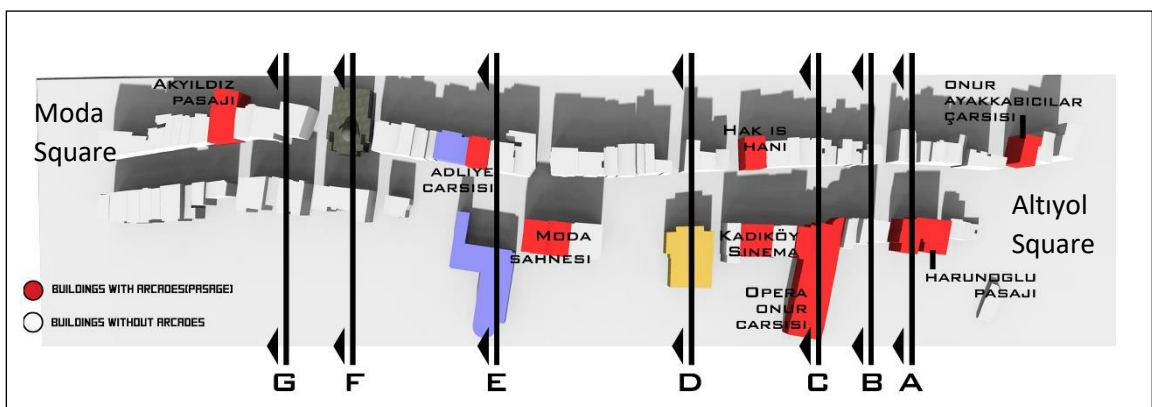 Moda
Square
AKYILDIZ
PASAJI
ADLIYE
CARSISI
MODA
SAHNESI
HAK IS
HANI
KADIKÖY
SINEMA
OPERA
ONUR
CARSISI
ONUR
AYAKKABICILAR
ÇARSISI
Altıyol
Square
HARUNOGLU
PASAJI
BUILDINGS WITH ARCADES(PASAGE)
BUILDINGS WITHOUT ARCADES
G F E D C B A